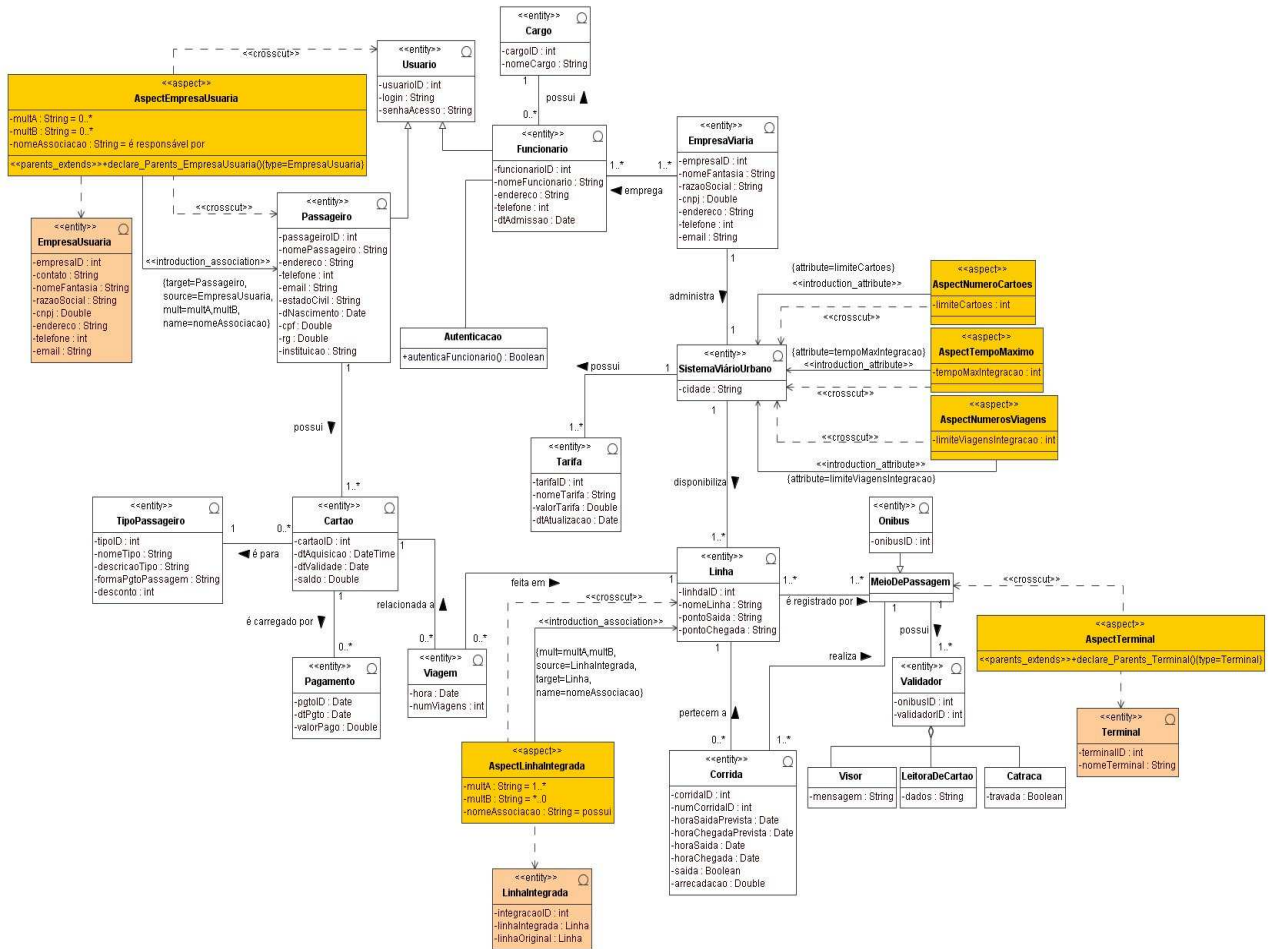 <<entity>>
Cargo
-cargoID : int
-nomeCargo : String
1
possui
0..*
<<entity>>
Usuario
-usuarioID : int
-login : String
-senhaAcesso : String
<<crosscut>>
<<aspect>>
AspectEmpresaUsuaria
-multA : String = 0..*
-multB : String = 0..*
-nomeAssociacao : String = é responsável por
<<parents_extends>>+declare_Parents_EmpresaUsuaria(){type=EmpresaUsuaria}
<<crosscut>>
<<entity>>
Funcionario
-funcionarioID : int
-nomeFuncionario : String
-endereco : String
-telefone : int
-dtAdmissao : Date
1..*
1..*
emprega
<<entity>>
EmpresaViaria
-empresaID : int
-nomeFantasia : String
-razaoSocial : String
-cnpj : Double
-endereco : String
-telefone : int
-email : String
1
administra
1
<<entity>>
EmpresaUsuaria
-empresaID : int
-contato : String
-nomeFantasia : String
-razaoSocial : String
-cnpj : Double
-endereco : String
-telefone : int
-email : String
<<introduction_association>>
{target=Passageiro,
source=EmpresaUsuaria,
mult=multA,multB,
name=nomeAssociacao}
<<entity>>
Passageiro
-passageiroID : int
-nomePassageiro : String
-endereco : String
-telefone : int
-email : String
-estadoCivil : String
-dNascimento : Date
-cpf : Double
-rg : Double
-instituicao : String
1
possui
1..*
Autenticacao
+autenticaFuncionario() : Boolean
{attribute=limiteCartoes}
<<introduction_attribute>>
<<crosscut>>
<<aspect>>
AspectNumeroCartoes
-limiteCartoes : int
{attribute=tempoMaxIntegracao}
<<introduction_attribute>>
<<crosscut>>
<<aspect>>
AspectTempoMaximo
-tempoMaxIntegracao : int
<<aspect>>
AspectNumerosViagens
-limiteViagensIntegracao : int
<<crosscut>>
<<introduction_attribute>>
{attribute=limiteViagensIntegracao}
<<entity>>
SistemaViárioUrbano
-cidade : String
possui
1
1..*
<<entity>>
Tarifa
-tarifaID : int
-nomeTarifa : String
-valorTarifa : Double
-dtAtualizacao : Date
1
disponibiliza
1..*
<<entity>>
TipoPassageiro
-tipoID : int
-nomeTipo : String
-descricaoTipo : String
-formaPgtoPassagem : String
-desconto : int
1
0..*
é para
<<entity>>
Cartao
-cartaoID : int
-dtAquisicao : DateTime
-dtValidade : Date
-saldo : Double
1
é carregado por
0..*
1
relacionada a
0..*
<<entity>>
Pagamento
-pgtoID : Date
-dtPgto : Date
-valorPago : Double
<<entity>>
Viagem
-hora : Date
-numViagens : int
0..*
feita em
1
<<crosscut>>
<<introduction_association>>
{mult=multA,multB,
source=LinhaIntegrada,
target=Linha,
name=nomeAssociacao}
<<entity>>
Linha
-linhdaID : int
-nomeLinha : String
-pontoSaida : String
-pontoChegada : String
1..*
1..*
é registrado por
<<entity>>
Onibus
-onibusID : int
MeioDePassagem
<<crosscut>>
1
1
possui
1..*
realiza
1..*
<<aspect>>
AspectTerminal
<<parents_extends>>+declare_Parents_Terminal(){type=Terminal}
<<entity>>
Validador
-onibusID : int
-validadorID : int
<<entity>>
Terminal
-terminalID : int
-nomeTerminal : String
1
pertecem a
0..*
<<entity>>
Corrida
-corridaID : int
-numCorridaID : int
-horaSaidaPrevista : Date
-horaChegadaPrevista : Date
-horaSaida : Date
-horaChegada : Date
-saida : Boolean
-arrecadacao : Double
Visor
-mensagem : String
LeitoraDeCartao
-dados : String
Catraca
-travada : Boolean
<<aspect>>
AspectLinhaIntegrada
-multA : String = 1..*
-multB : String = *..0
-nomeAssociacao : String = possui
<<entity>>
LinhaIntegrada
-integracaoID : int
-linhaIntegrada : Linha
-linhaOriginal : Linha